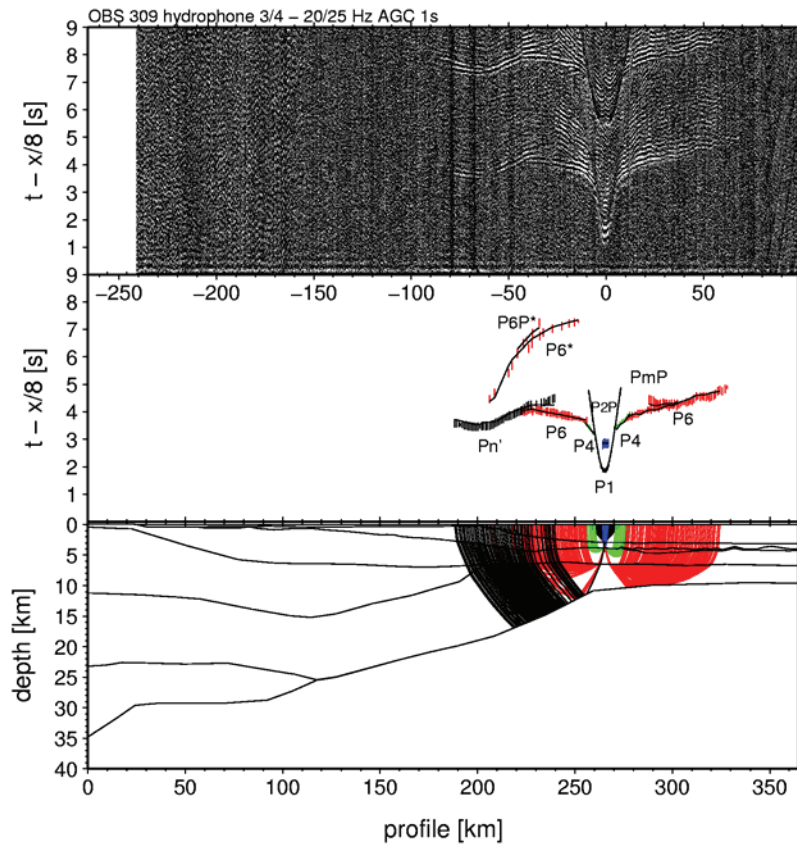 OBS 309 hydrophone 3/4 – 20/25 Hz AGC 1s
9
8
7
6
5
4
3
2
1
t – x/8 [s]
−250 −200 −150 −100 −50 0 50
9
8
7
6
5
4
3
2
1
t – x/8 [s]
P6P*
P6*
PmP
P2P
P6 P4 P4 P6
Pn'
P1
0
5
10
15
20
25
30
35
40
depth [km]
0 50 100 150 200 250 300 350
profile [km]